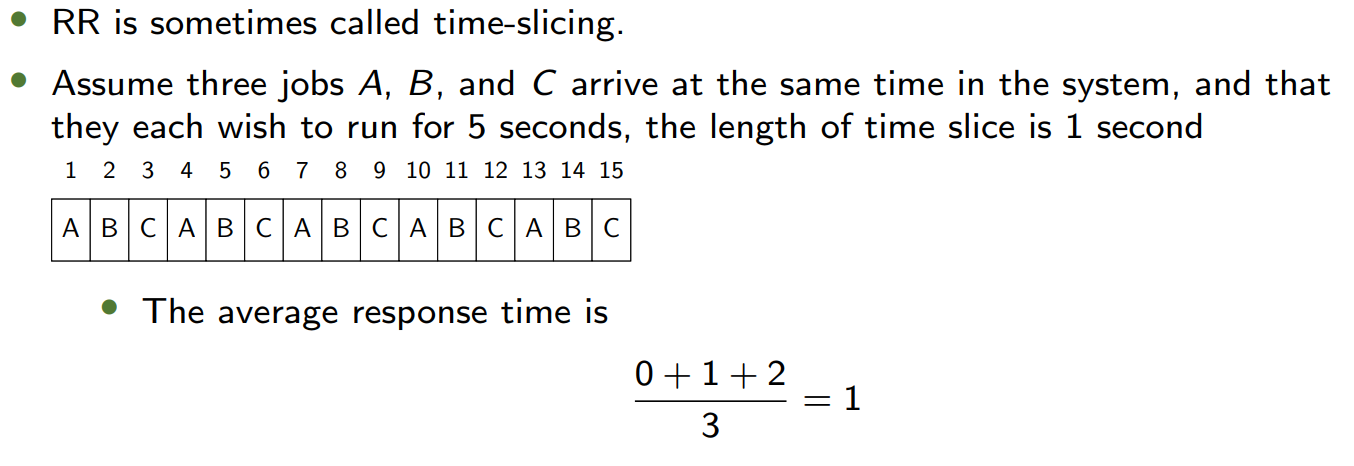 • RR is sometimes called time-slicing.
• Assume three jobs A, B, and C arrive at the same time in the system, and that
they each wish to run for 5 seconds, the length of time slice is 1 second
1 2 3 4 5 6 7 8 9 10 11 12 13 14 15
A B C A B C A B C A B C A B C
• The average response time is
0 + 1 + 2
3
= 1